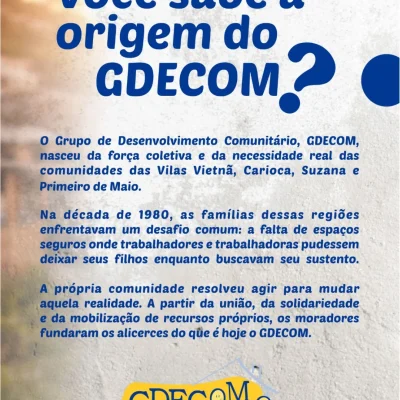 Você sabe a
origem do
GDECOM?
O Grupo de Desenvolvimento Comunitário, GDECOM,
nasceu da força coletiva e da necessidade real das
comunidades das Vilas Vietnã, Carioca, Suzana e
Primeiro de Maio.
Na década de 1980, as famílias dessas regiões
enfrentavam um desafio comum: a falta de espaços
seguros onde trabalhadores e trabalhadoras pudessem
deixar seus filhos enquanto buscavam seu sustento.
A própria comunidade resolveu agir para mudar
aquela realidade. A partir da união, da solidariedade
e da mobilização de recursos próprios, os moradores
fundaram os alicerces do que é hoje o GDECOM.
GDECOM